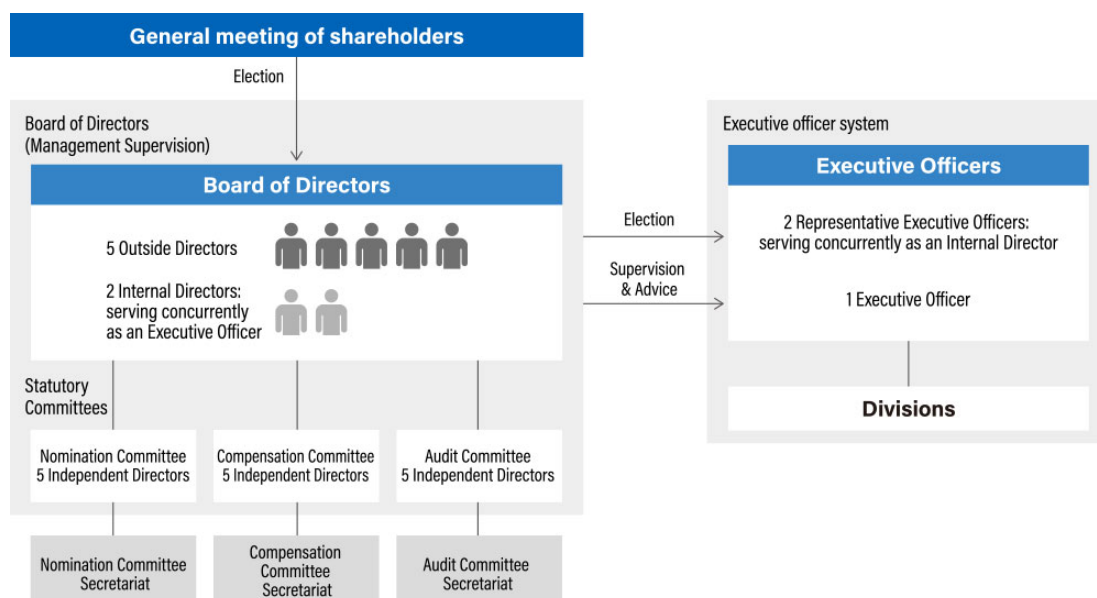 General meeting of shareholders
Election
Board of Directors
(Management Supervision)
Board of Directors
5 Outside Directors
2 Internal Directors:
serving concurrently
as an Executive Officer
Statutory
Committees
Nomination Committee
5 Independent Directors
Compensation Committee
5 Independent Directors
Audit Committee
5 Independent Directors
Nomination Committee
Secretariat
Compensation
Committee
Secretariat
Audit Committee
Secretariat
Election
Supervision
& Advice
Executive officer system
Executive Officers
2 Representative Executive Officers:
serving concurrently as an Internal Director
1 Executive Officer
Divisions